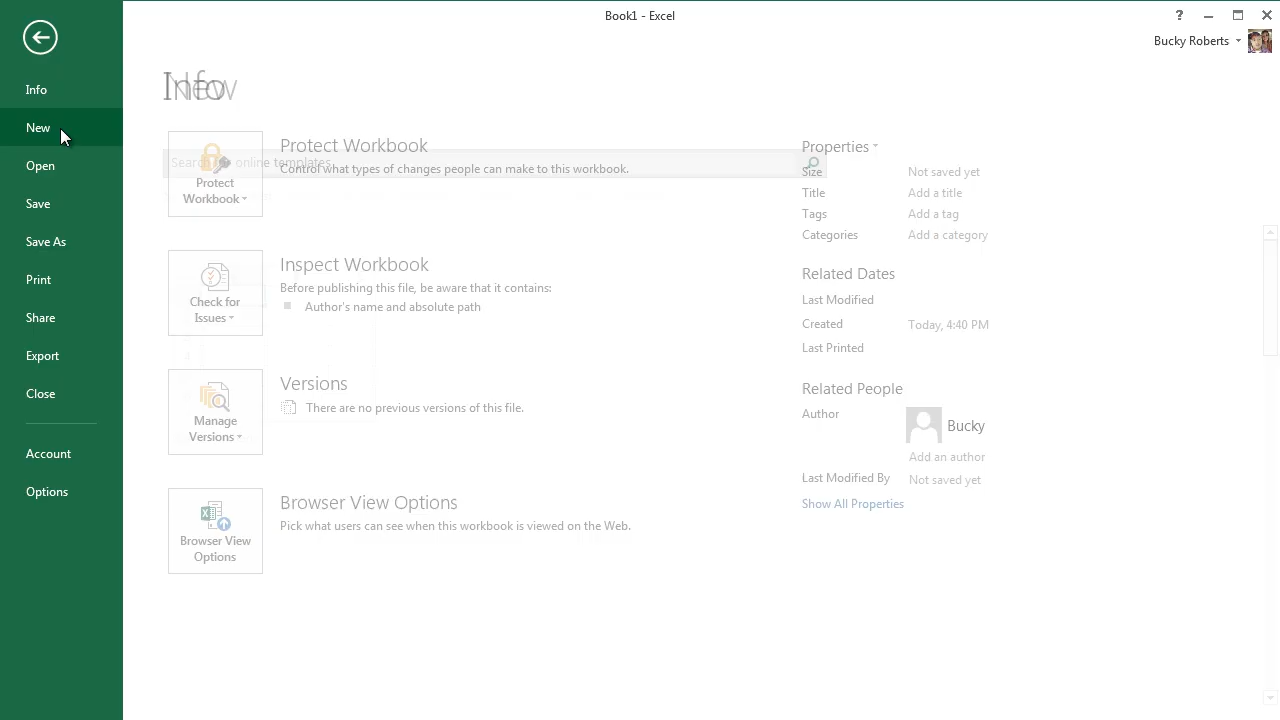 Book1 - Excel
?
Bucky Roberts
Info
New
Open
Save
Save As
Print
Share
Export
Close
Account
Options
Info
New
Search for online templates
Protect Workbook
Protect Workbook
Control what types of changes people can make to this workbook.
Check for Issues
Inspect Workbook
Before publishing this file, be aware that it contains:
Author's name and absolute path
Manage Versions
Versions
There are no previous versions of this file.
Browser View Options
Browser View Options
Pick what users can see when this workbook is viewed on the Web.
Properties
Size Not saved yet
Title Add a title
Tags Add a tag
Categories Add a category
Related Dates
Last Modified
Created Today, 4:40 PM
Last Printed
Related People
Author Bucky
Add an author
Last Modified By Not saved yet
Show All Properties